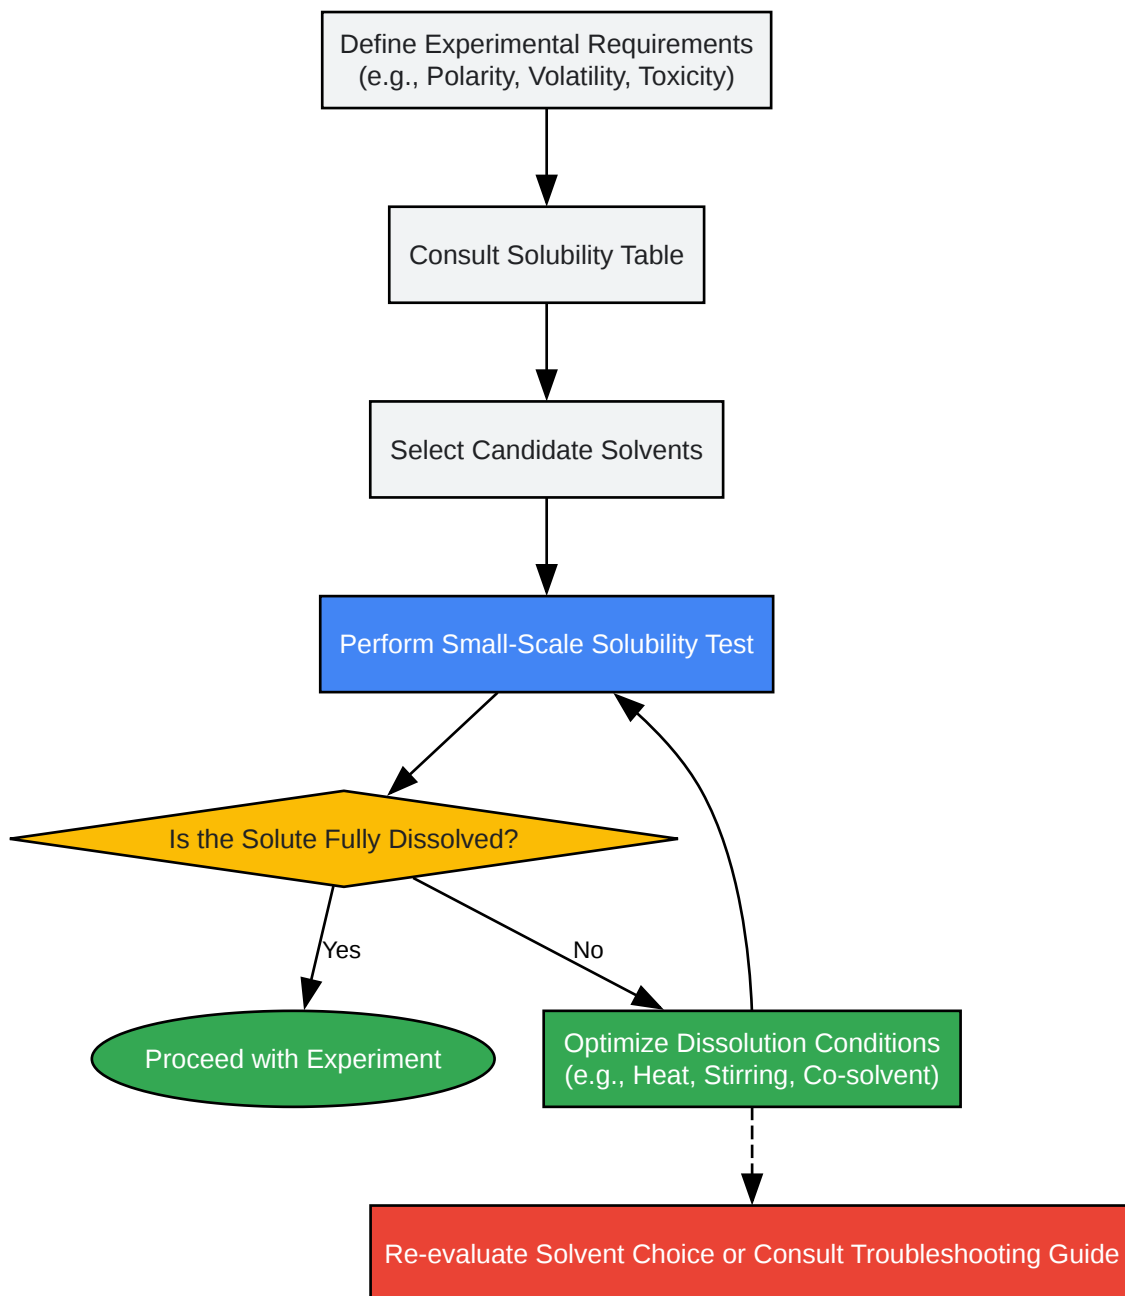 Define Experimental Requirements
(e.g., Polarity, Volatility, Toxicity)
Consult Solubility Table
Select Candidate Solvents
Perform Small-Scale Solubility Test
Is the Solute Fully Dissolved?
Yes
No
Proceed with Experiment
Optimize Dissolution Conditions
(e.g., Heat, Stirring, Co-solvent)
Re-evaluate Solvent Choice or Consult Troubleshooting Guide